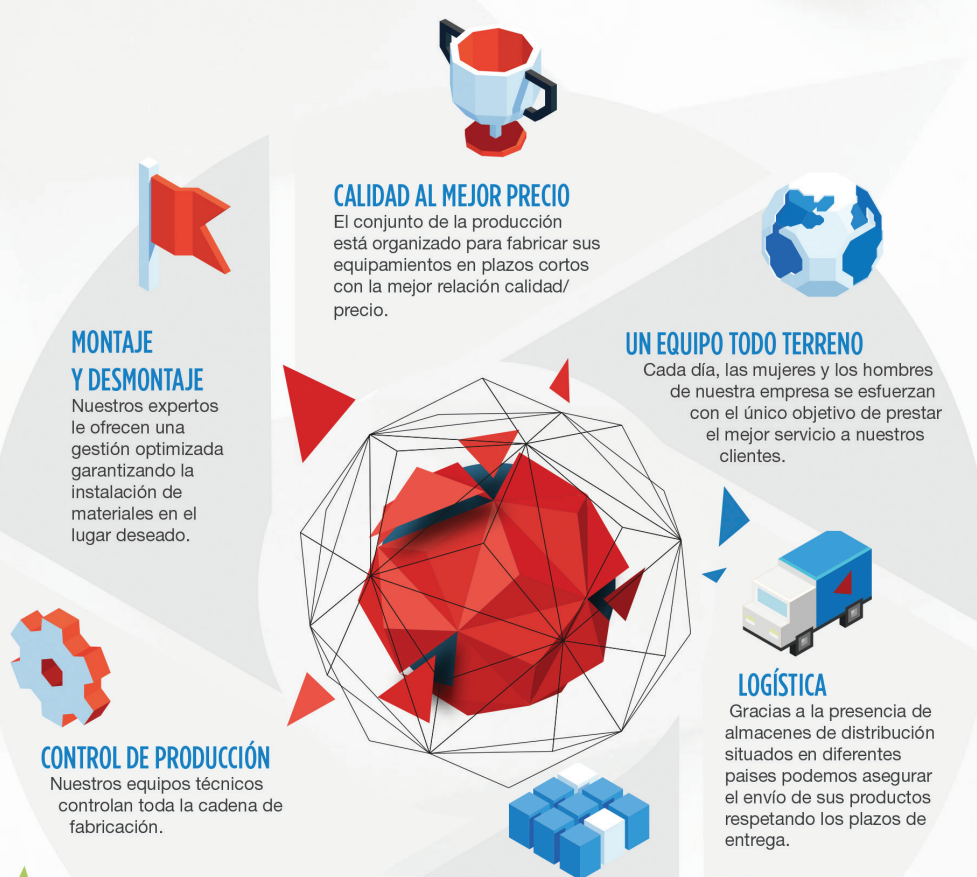 CALIDAD AL MEJOR PRECIO
El conjunto de la producción
está organizado para fabricar sus
equipamientos en plazos cortos
con la mejor relación calidad/
precio.
MONTAJE
Y DESMONTAJE
Nuestros expertos
le ofrecen una
gestión optimizada
garantizando la
instalación de
materiales en el
lugar deseado.
UN EQUIPO TODO TERRENO
Cada día, las mujeres y los hombres
de nuestra empresa se esfuerzan
con el único objetivo de prestar
el mejor servicio a nuestros
clientes.
CONTROL DE PRODUCCIÓN
Nuestros equipos técnicos
controlan toda la cadena de
fabricación.
LOGÍSTICA
Gracias a la presencia de
almacenes de distribución
situados en diferentes
paises podemos asegurar
el envío de sus productos
respetando los plazos de
entrega.